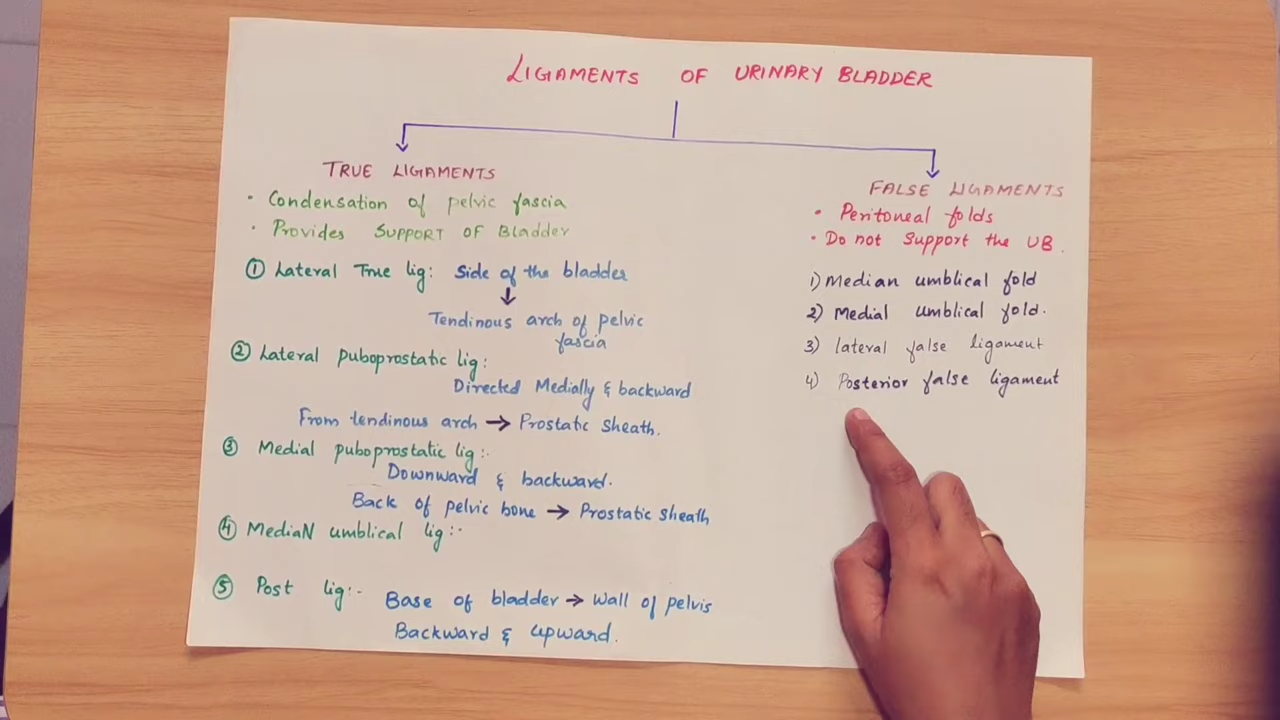 LIGAMENTS OF URINARY BLADDER
TRUE LIGAMENTS
• Condensation of pelvic fascia
• Provides SUPPORT OF Bladder
① Lateral True lig: Side of the bladder
↓
Tendinous arch of pelvic
fascia
② Lateral puboprostatic lig:
Directed Medially & backward
From tendinous arch → Prostatic Sheath.
③ Medial puboprostatic lig:-
Downward & backward.
Back of pelvic bone → Prostatic Sheath
④ MediaN umblical lig:-
⑤ Post lig:- Base of bladder → Wall of pelvis
Backward & upward.
FALSE LIGAMENTS
• Peritoneal folds
• Do not Support the UB.
1) Median umblical fold
2) Medial umblical fold.
3) lateral false ligament
4) Posterior false ligament